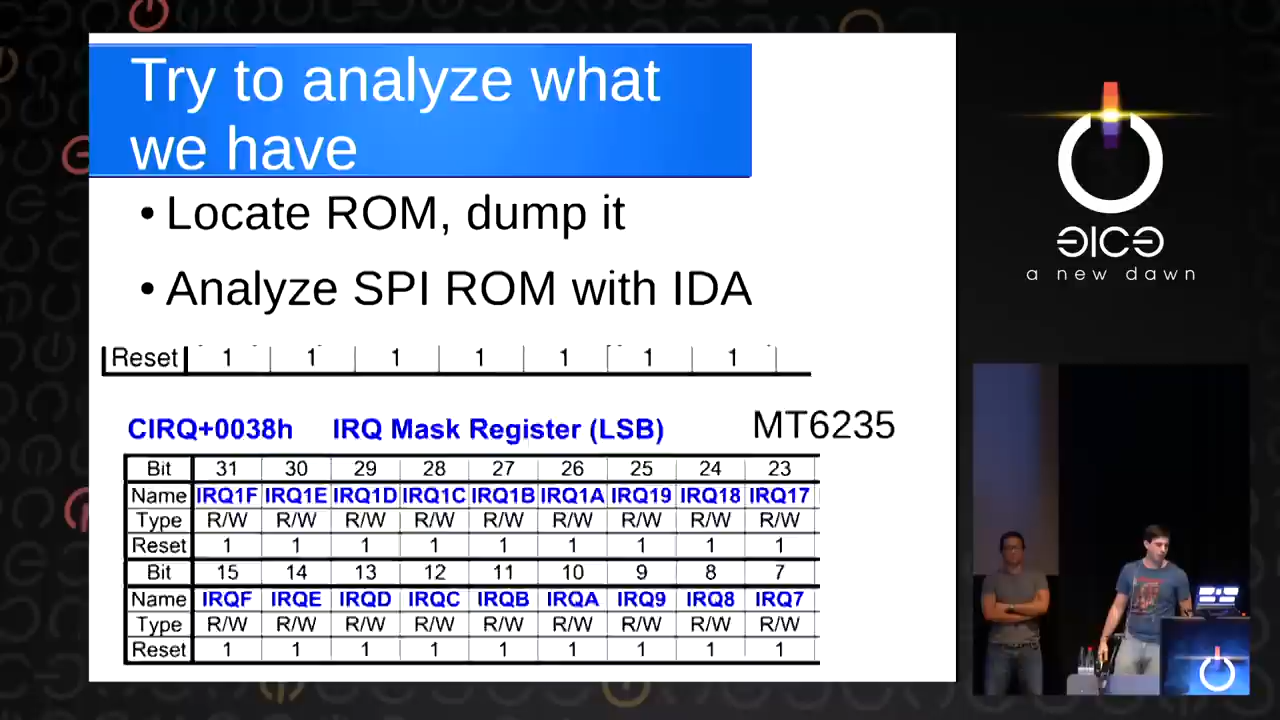 Try to analyze what
we have
• Locate ROM, dump it
• Analyze SPI ROM with IDA
Reset 1 1 1 1 1 1 1
CIRQ+0038h IRQ Mask Register (LSB) MT6235
Bit 31 30 29 28 27 26 25 24 23
Name IRQ1F IRQ1E IRQ1D IRQ1C IRQ1B IRQ1A IRQ19 IRQ18 IRQ17
Type R/W R/W R/W R/W R/W R/W R/W R/W R/W
Reset 1 1 1 1 1 1 1 1 1
Bit 15 14 13 12 11 10 9 8 7
Name IRQF IRQE IRQD IRQC IRQB IRQA IRQ9 IRQ8 IRQ7
Type R/W R/W R/W R/W R/W R/W R/W R/W R/W
Reset 1 1 1 1 1 1 1 1 1
a new dawn